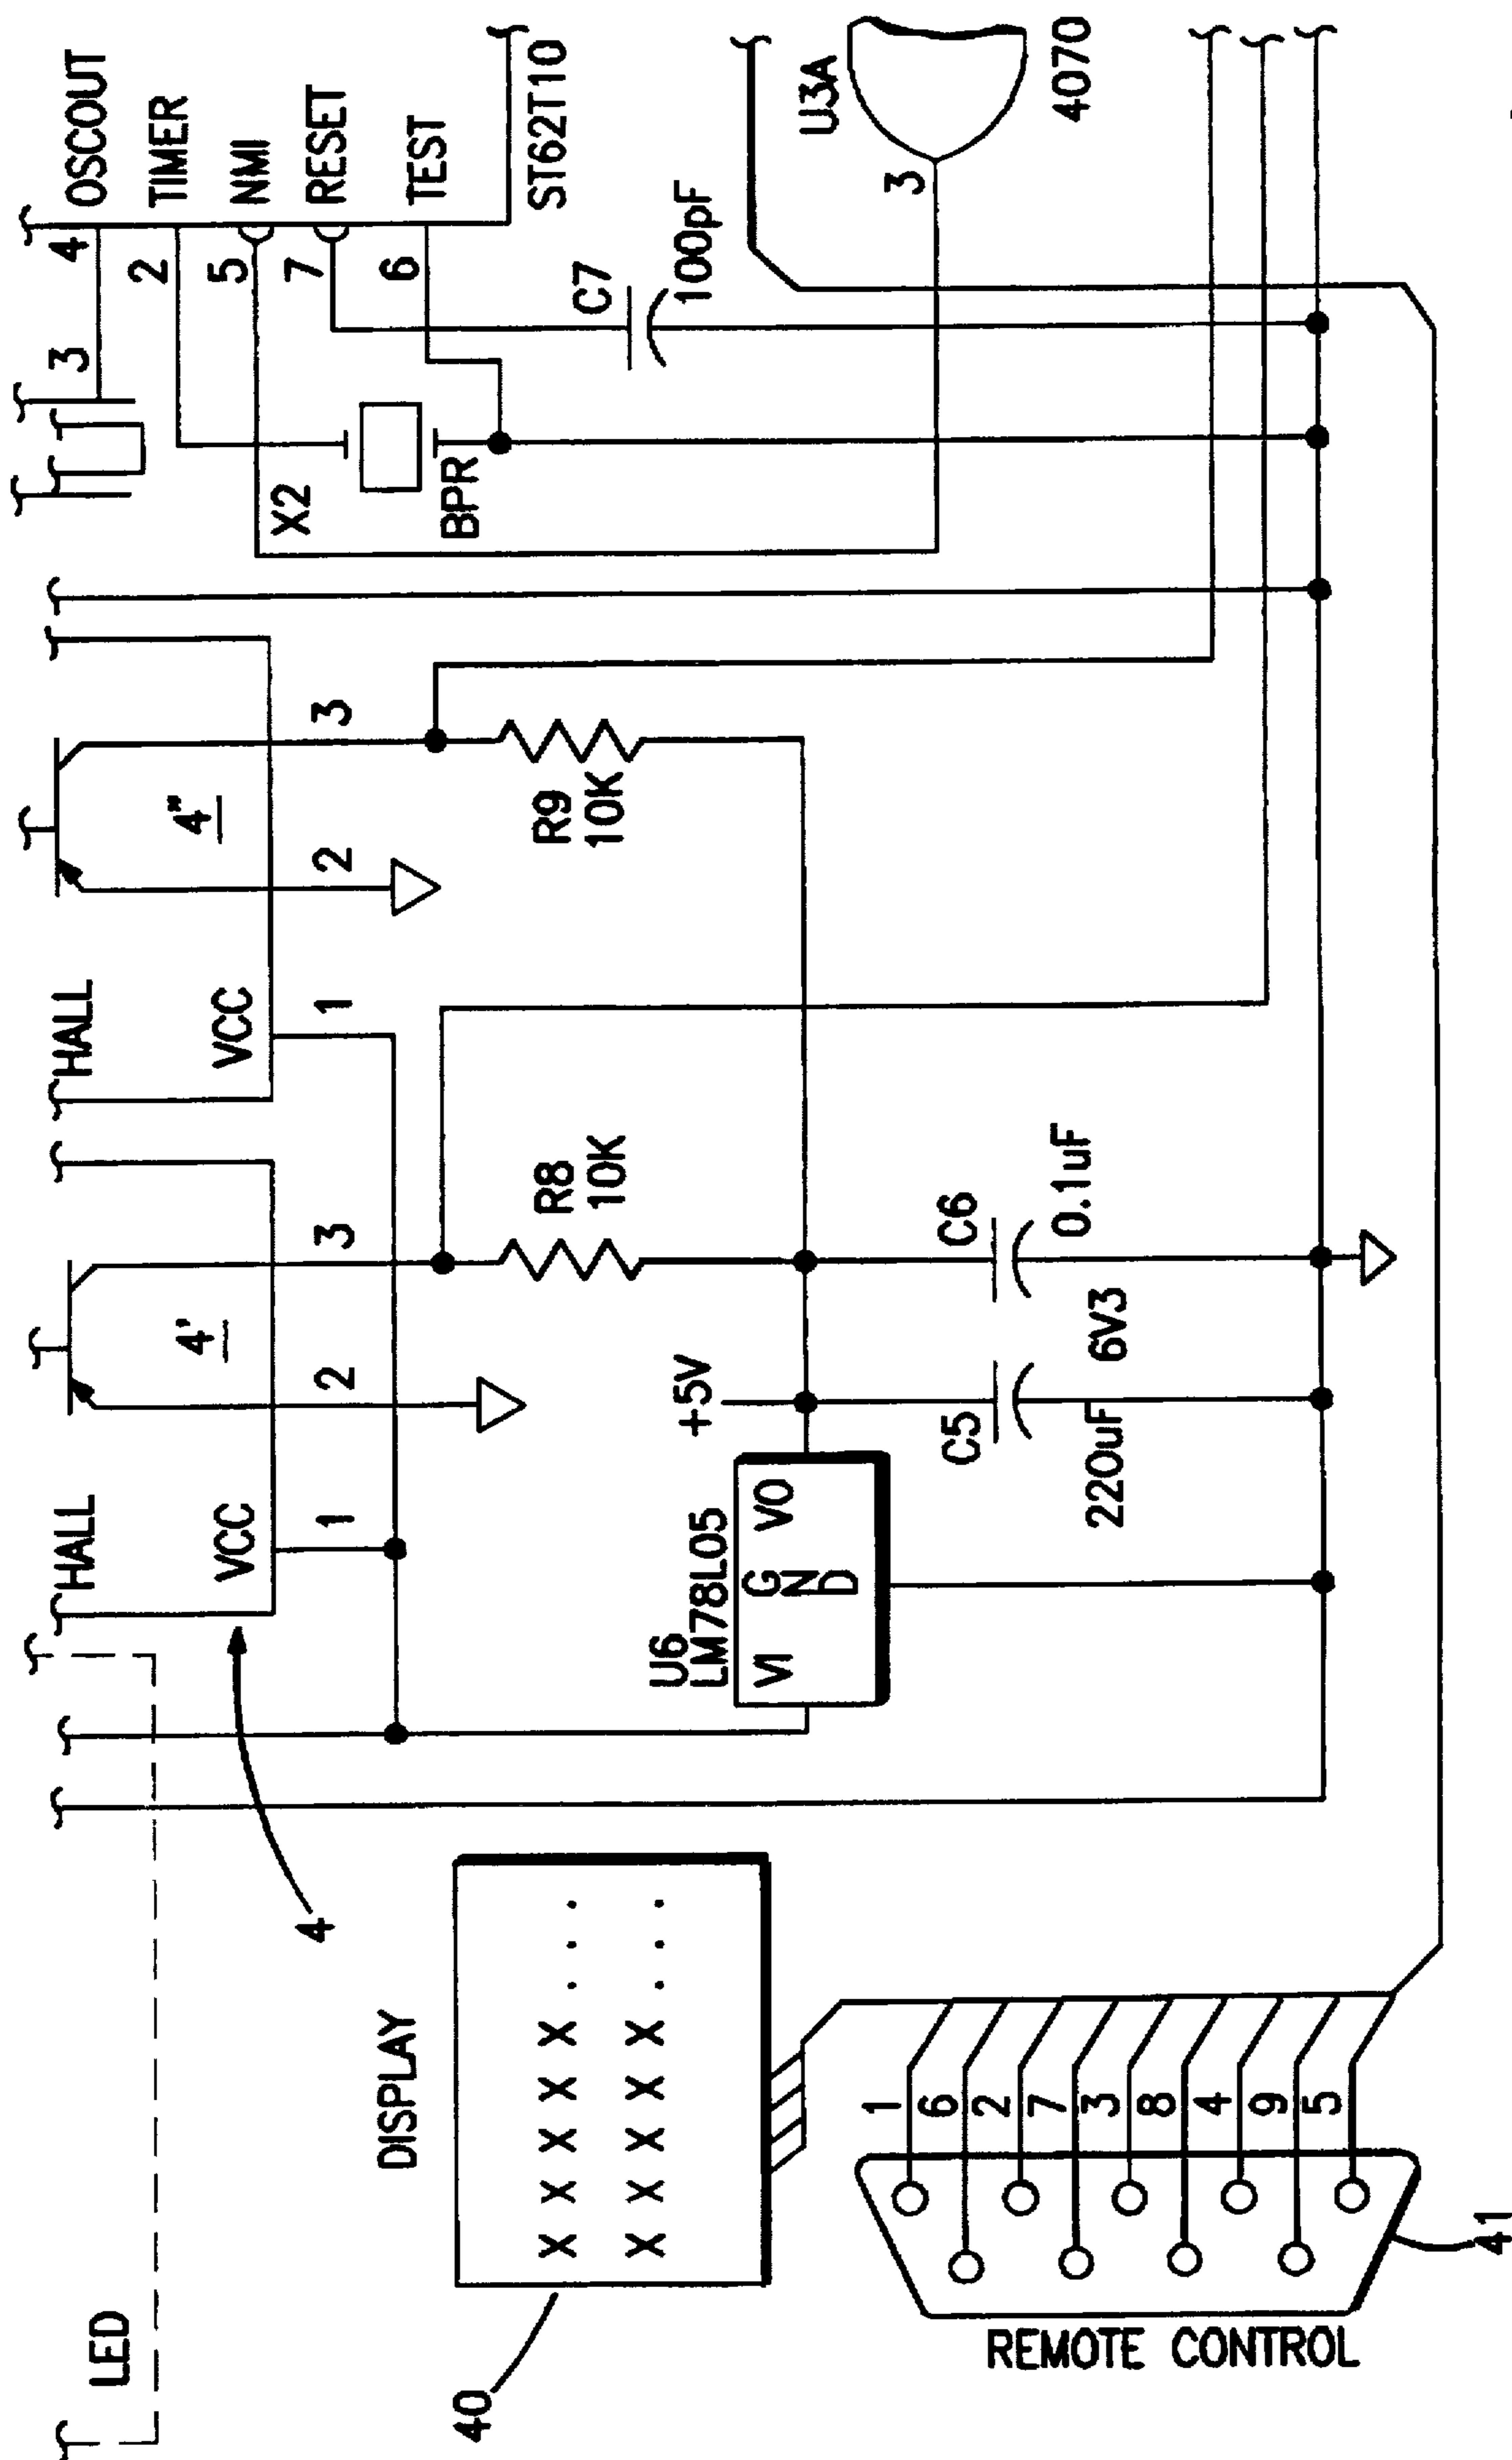 LED
HALL
HALL
4
OSCOUT
3
4'
4"
2
TIMER
VCC
VCC
5
NMI
4
1
2
3
1
2
3
X2
7
RESET
DISPLAY
BPR
6
TEST
40
X X X X X . . .
X X X X X . . .
R8
10K
R9
10K
ST62T10
U6
LM78L05
VI
GND
VO
+5V
C7
100pF
U3A
3
4070
C5
220uF
6V3
C6
0.1uF
1
6
2
7
3
8
4
9
5
REMOTE CONTROL
41